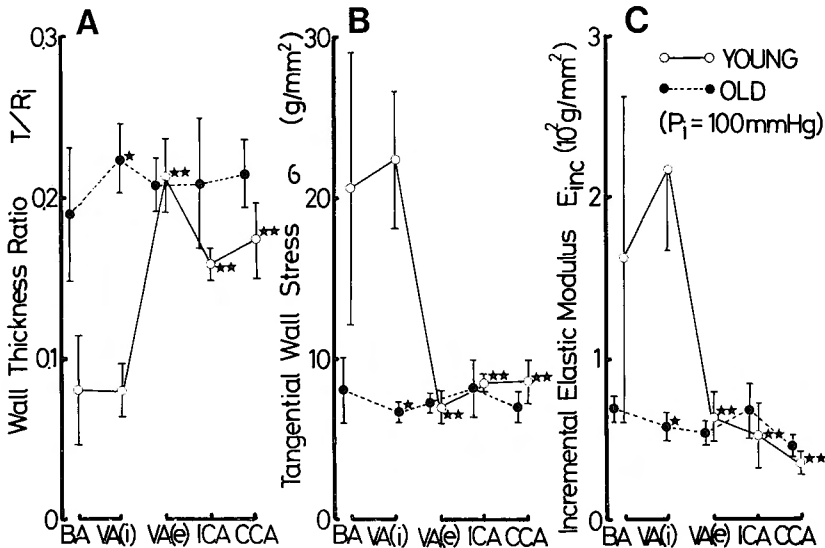 A
Wall Thickness Ratio T/Ri
0.3
0.2
0.1
0
BA VA(i) VA(e) ICA CCA
★
★★
★★
★★
B
Tangential Wall Stress σ (g/mm²)
30
20
10
0
BA VA(i) VA(e) ICA CCA
★
★★
★★
★★
C
Incremental Elastic Modulus Einc (10²g/mm²)
3
2
1
0
BA VA(i) VA(e) ICA CCA
★
★★
★★
★★
YOUNG
OLD
(Pi = 100mmHg)